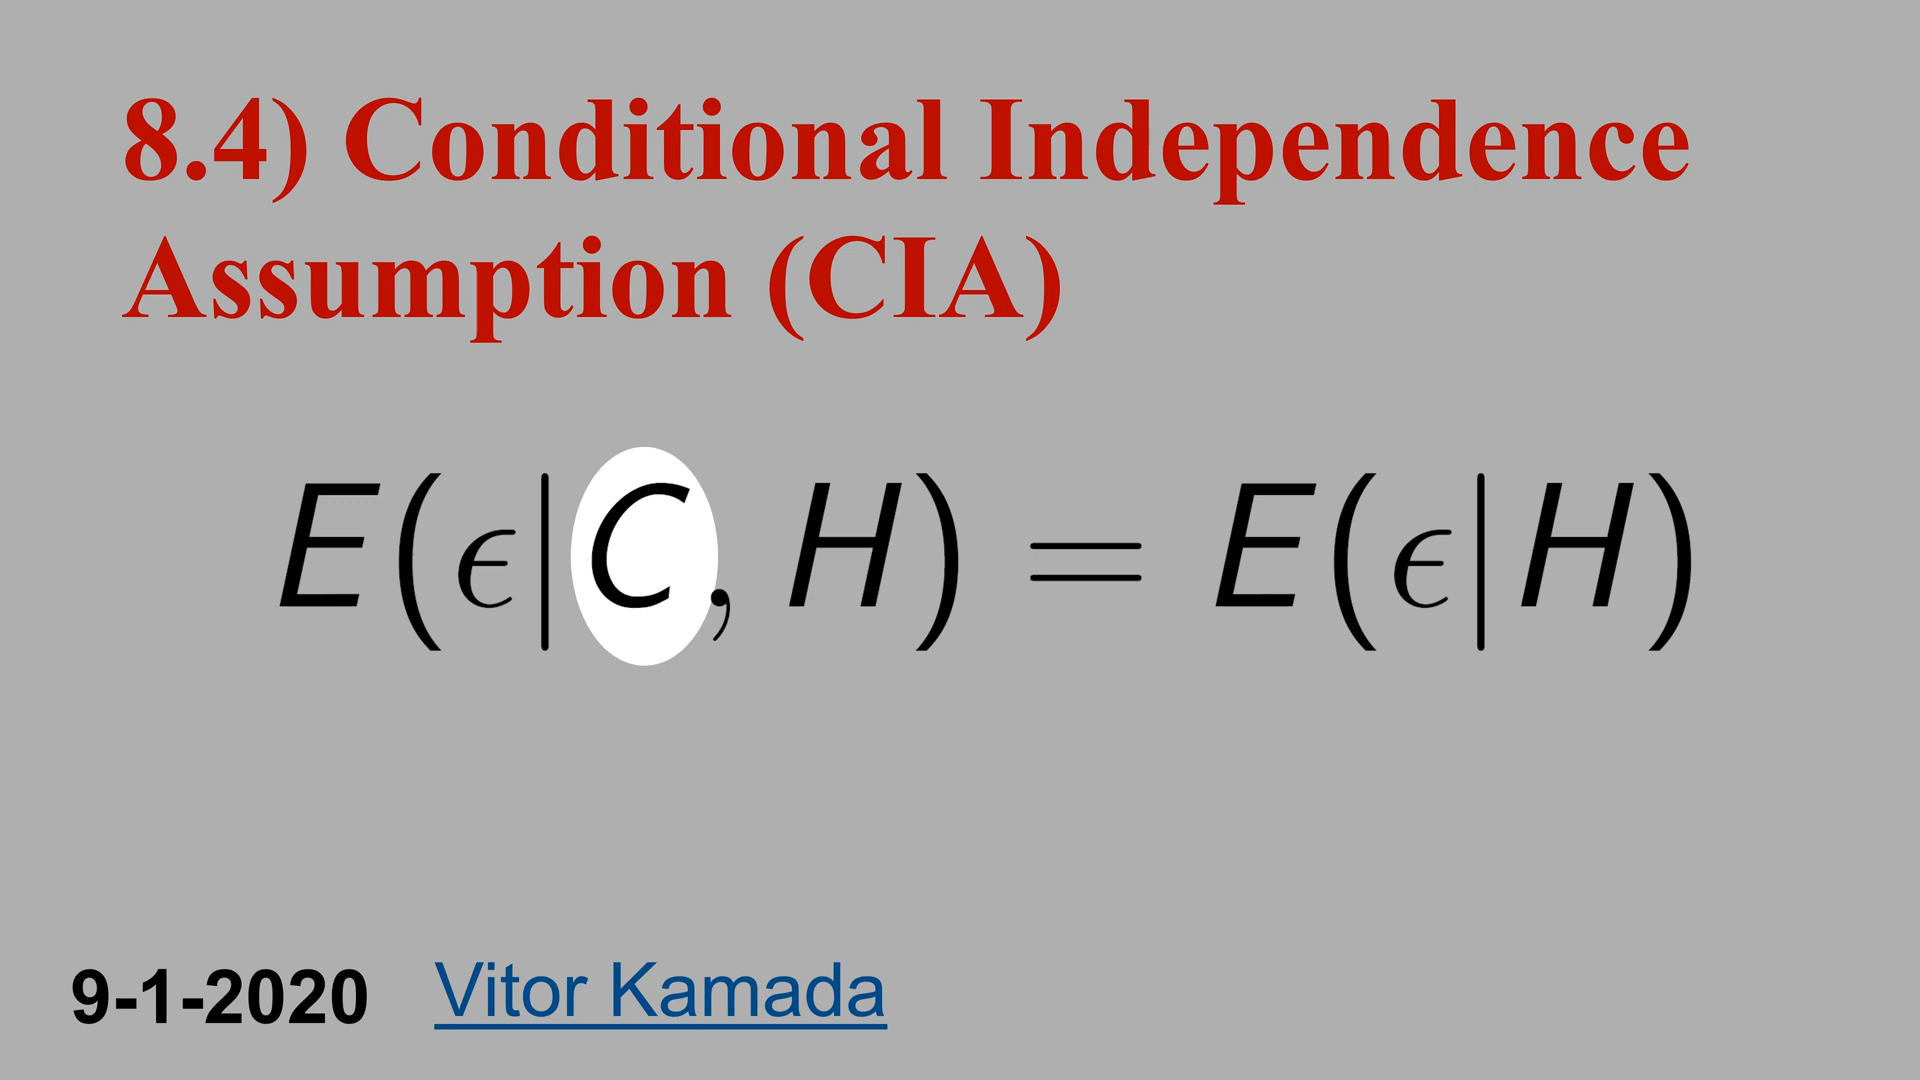 8.4) Conditional Independence
Assumption (CIA)
E(ϵ|C, H) = E(ϵ|H)
9-1-2020 Vitor Kamada